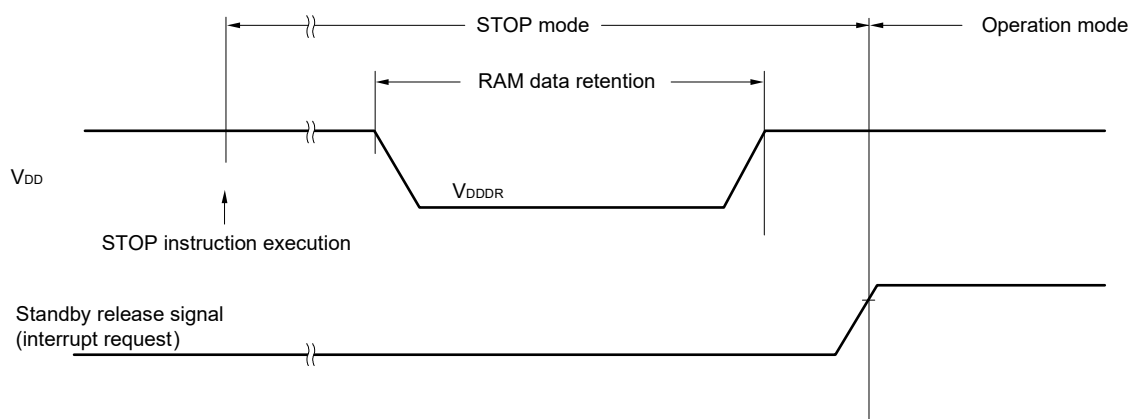 STOP mode
Operation mode
RAM data retention
VDD
VDDDR
STOP instruction execution
Standby release signal
(interrupt request)